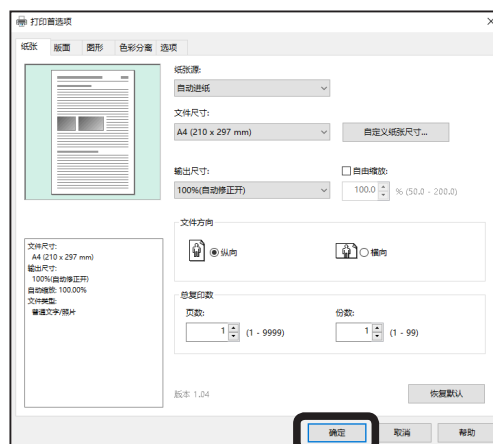 打印首选项
纸张 版面 图形 色彩分离 选项
纸张源:
自动进纸
文件尺寸:
A4 (210 x 297 mm) 自定义纸张尺寸...
输出尺寸: 自由缩放:
100%(自动修正开) 100.0 % (50.0 - 200.0)
文件方向
纵向 横向
文件尺寸:
A4 (210 x 297 mm)
输出尺寸:
100%(自动修正开)
自动缩放: 100.00%
文件类型:
普通文字/照片
总复印数
页数: 份数:
1 (1 - 9999) 1 (1 - 99)
版本 1.04 恢复默认
确定 取消 帮助